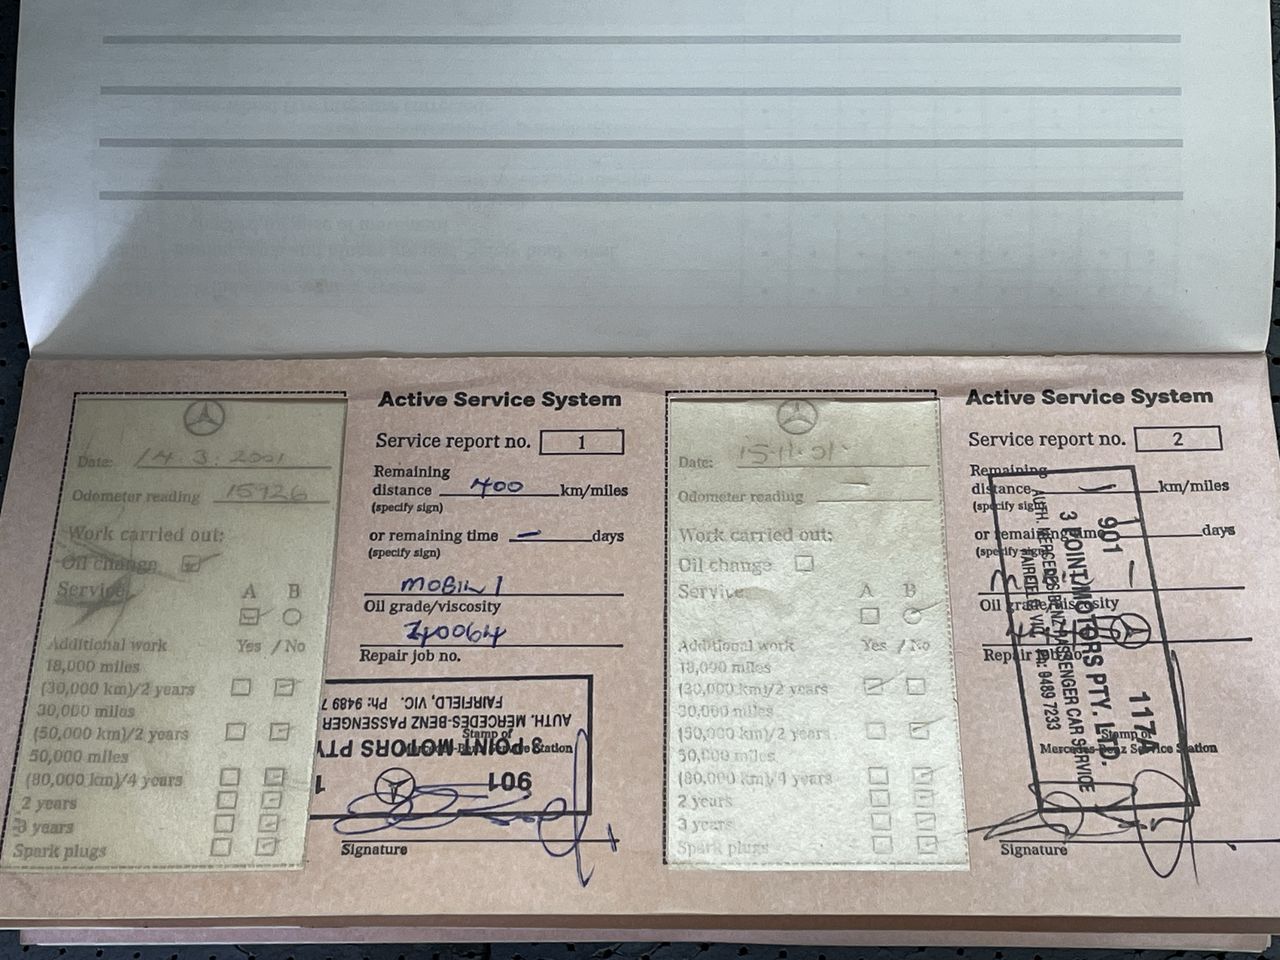 Date: 14.3.2001
Odometer reading 15926
Work carried out:
Oil change
Service A B
Additional work Yes / No
18,000 miles
(30,000 km)/2 years
30,000 miles
(50,000 km)/2 years
50,000 miles
(80,000 km)/4 years
2 years
3 years
Spark plugs
Active Service System
Service report no. 1
Remaining
distance 400 km/miles
(specify sign)
or remaining time — days
(specify sign)
MOBIL 1
Oil grade/viscosity
Repair job no.
901
3 POINT MOTORS PTY
AUTH. MERCEDES-BENZ PASSENGER
FAIRFIELD, VIC. Ph: 9489 7
Stamp of
Mercedes-Benz Service Station
Signature
Date: 15.11.01
Odometer reading
Work carried out:
Oil change
Service A B
Additional work Yes / No
18,000 miles
(30,000 km)/2 years
30,000 miles
(50,000 km)/2 years
50,000 miles
(80,000 km)/4 years
2 years
3 years
Spark plugs
Active Service System
Service report no. 2
Remaining
distance km/miles
(specify sign)
or remaining time days
(specify sign)
Oil grade/viscosity
Repair job no.
901 117A
3 POINT MOTORS PTY. LTD.
AUTH. MERCEDES BENZ PASSENGER CAR SERVICE
FAIRFIELD VIC. Ph: 9489 7233
Stamp of
Mercedes-Benz Service Station
Signature